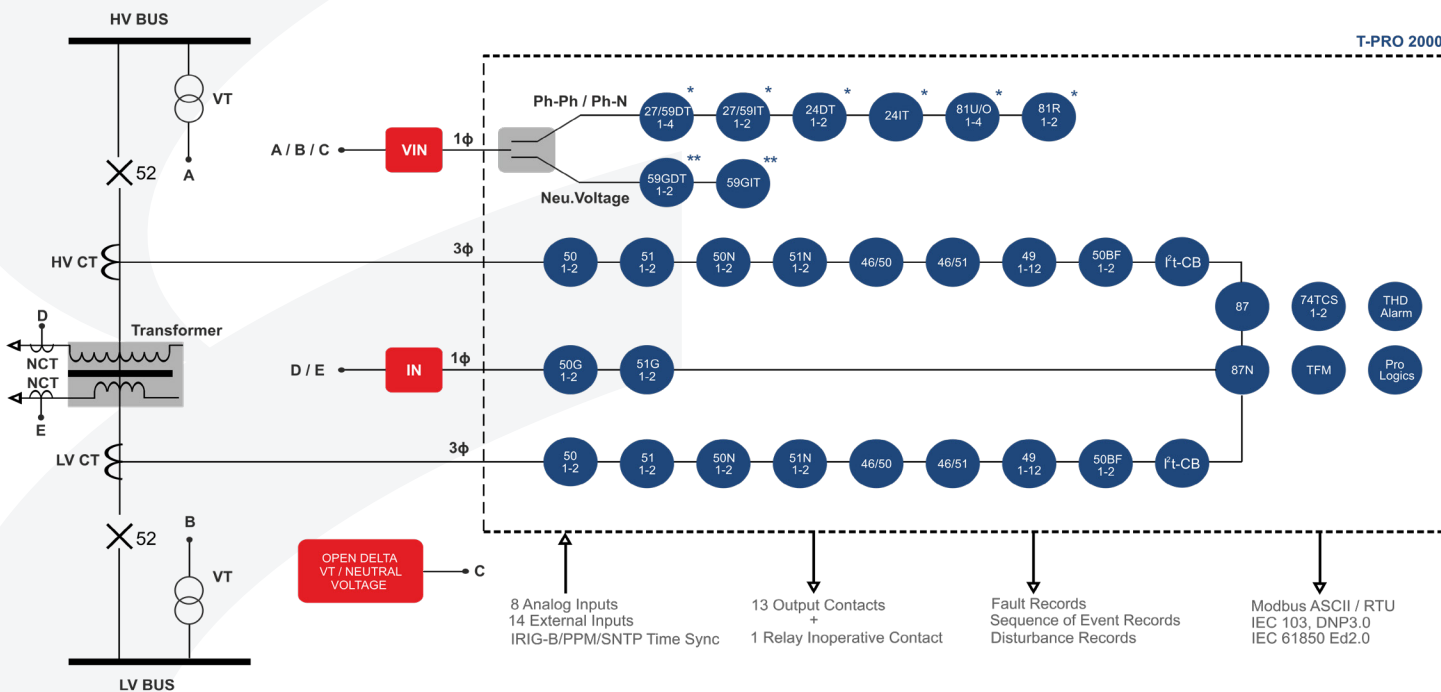 HV BUS
T-PRO 2000
VT
A
52
A / B / C
VIN
1ϕ
Ph-Ph / Ph-N
Neu.Voltage
27/59DT
1-4
*
27/59IT
1-2
*
24DT
1-2
*
24IT
*
81U/O
1-4
*
81R
1-2
*
59GDT
1-2
**
59GIT
**
HV CT
3ϕ
50
1-2
51
1-2
50N
1-2
51N
1-2
46/50
46/51
49
1-12
50BF
1-2
I²t-CB
87
74TCS
1-2
THD
Alarm
D
Transformer
NCT
NCT
E
D / E
IN
1ϕ
50G
1-2
51G
1-2
87N
TFM
Pro
Logics
LV CT
3ϕ
50
1-2
51
1-2
50N
1-2
51N
1-2
46/50
46/51
49
1-12
50BF
1-2
I²t-CB
52
B
VT
LV BUS
OPEN DELTA
VT / NEUTRAL
VOLTAGE
C
8 Analog Inputs
14 External Inputs
IRIG-B/PPM/SNTP Time Sync
13 Output Contacts
+
1 Relay Inoperative Contact
Fault Records
Sequence of Event Records
Disturbance Records
Modbus ASCII / RTU
IEC 103, DNP3.0
IEC 61850 Ed2.0